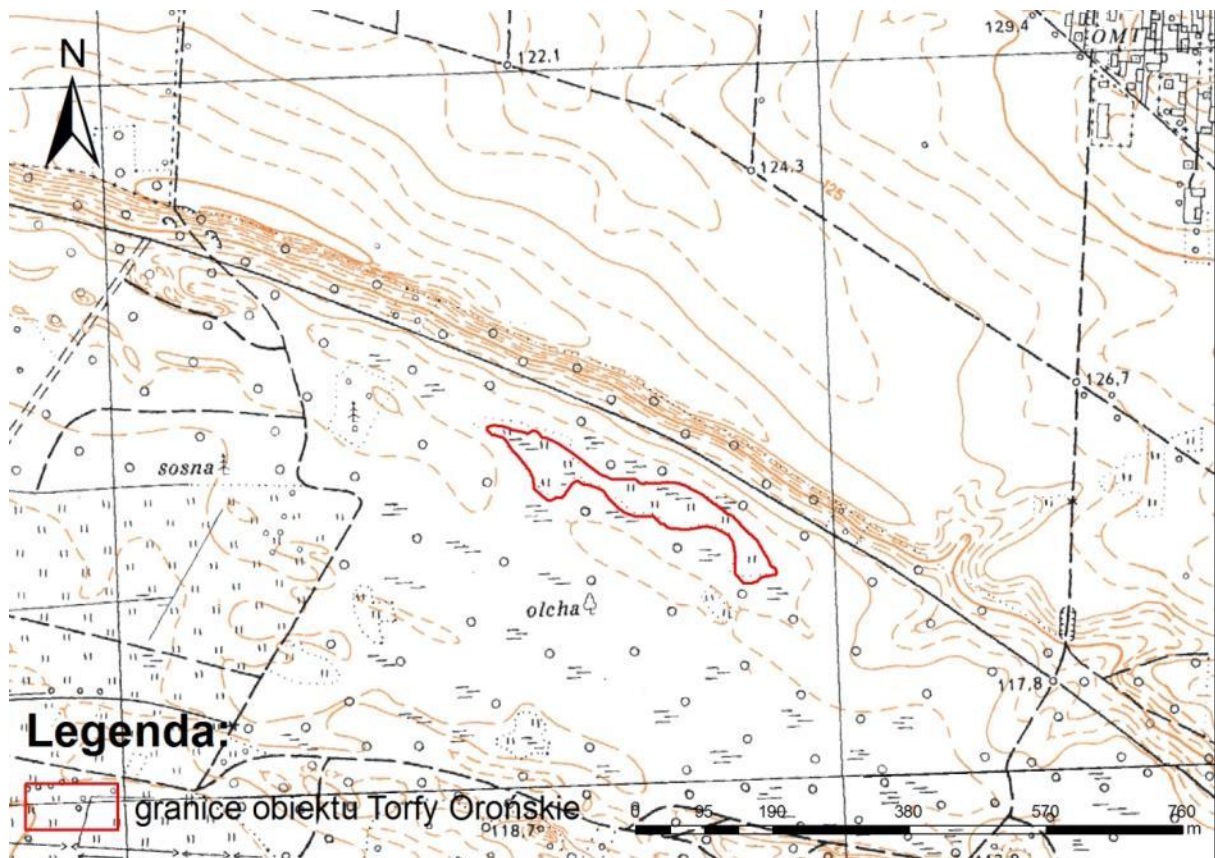 129,4
OMI
122,1
N
124,3
125
126,7
sosna
olcha
117,8
Legenda:
granice obiektu Torfy Orońskie
0 95 190 380 570 760
m
118,7